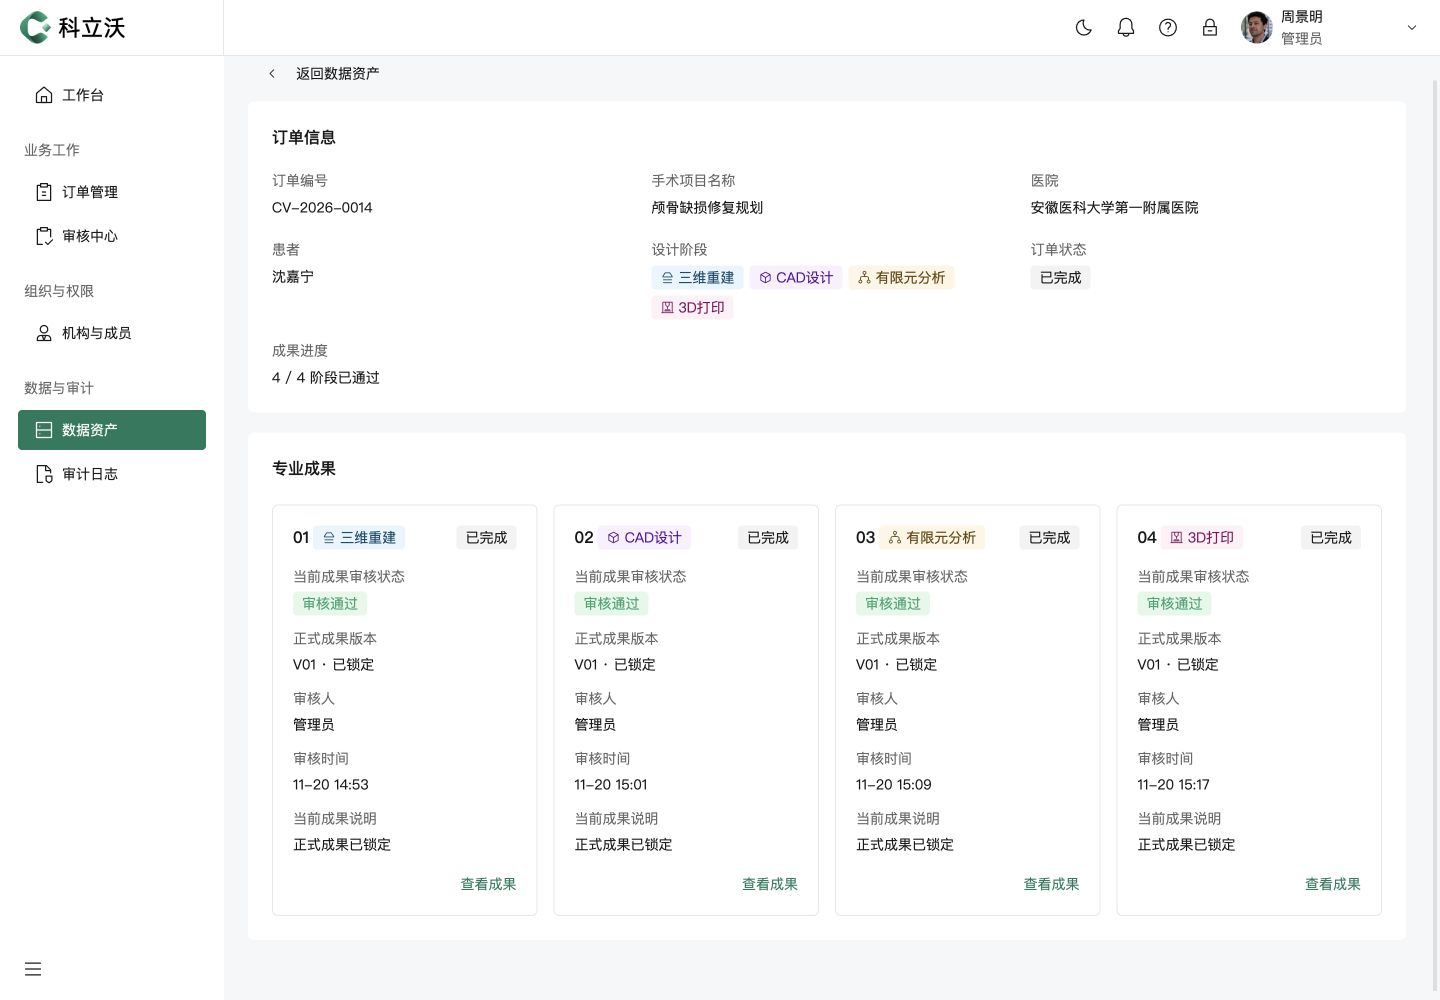 科立沃
周景明
管理员
工作台
业务工作
订单管理
审核中心
组织与权限
机构与成员
数据与审计
数据资产
审计日志
返回数据资产
订单信息
订单编号
CV-2026-0014
手术项目名称
颅骨缺损修复规划
医院
安徽医科大学第一附属医院
患者
沈嘉宁
设计阶段
三维重建 CAD设计 有限元分析
3D打印
订单状态
已完成
成果进度
4 / 4 阶段已通过
专业成果
01 三维重建 已完成
当前成果审核状态
审核通过
正式成果版本
V01 · 已锁定
审核人
管理员
审核时间
11-20 14:53
当前成果说明
正式成果已锁定
查看成果
02 CAD设计 已完成
当前成果审核状态
审核通过
正式成果版本
V01 · 已锁定
审核人
管理员
审核时间
11-20 15:01
当前成果说明
正式成果已锁定
查看成果
03 有限元分析 已完成
当前成果审核状态
审核通过
正式成果版本
V01 · 已锁定
审核人
管理员
审核时间
11-20 15:09
当前成果说明
正式成果已锁定
查看成果
04 3D打印 已完成
当前成果审核状态
审核通过
正式成果版本
V01 · 已锁定
审核人
管理员
审核时间
11-20 15:17
当前成果说明
正式成果已锁定
查看成果